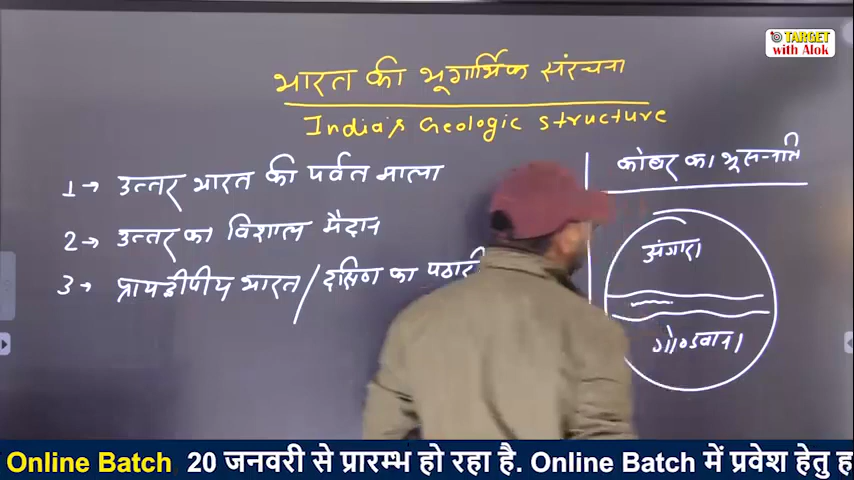 TARGET
with Alok
भारत की भूगार्भिक संरचना
India's Geologic structure
1→ उत्तर भारत की पर्वत माला
2→ उत्तर का विशाल मैदान
3→ प्रायद्वीपीय भारत/दक्षिण का पठारी
कोबर का भूसन्नति
अंगारा
गोण्डवाना
Online Batch 20 जनवरी से प्रारम्भ हो रहा है. Online Batch में प्रवेश हेतु ह